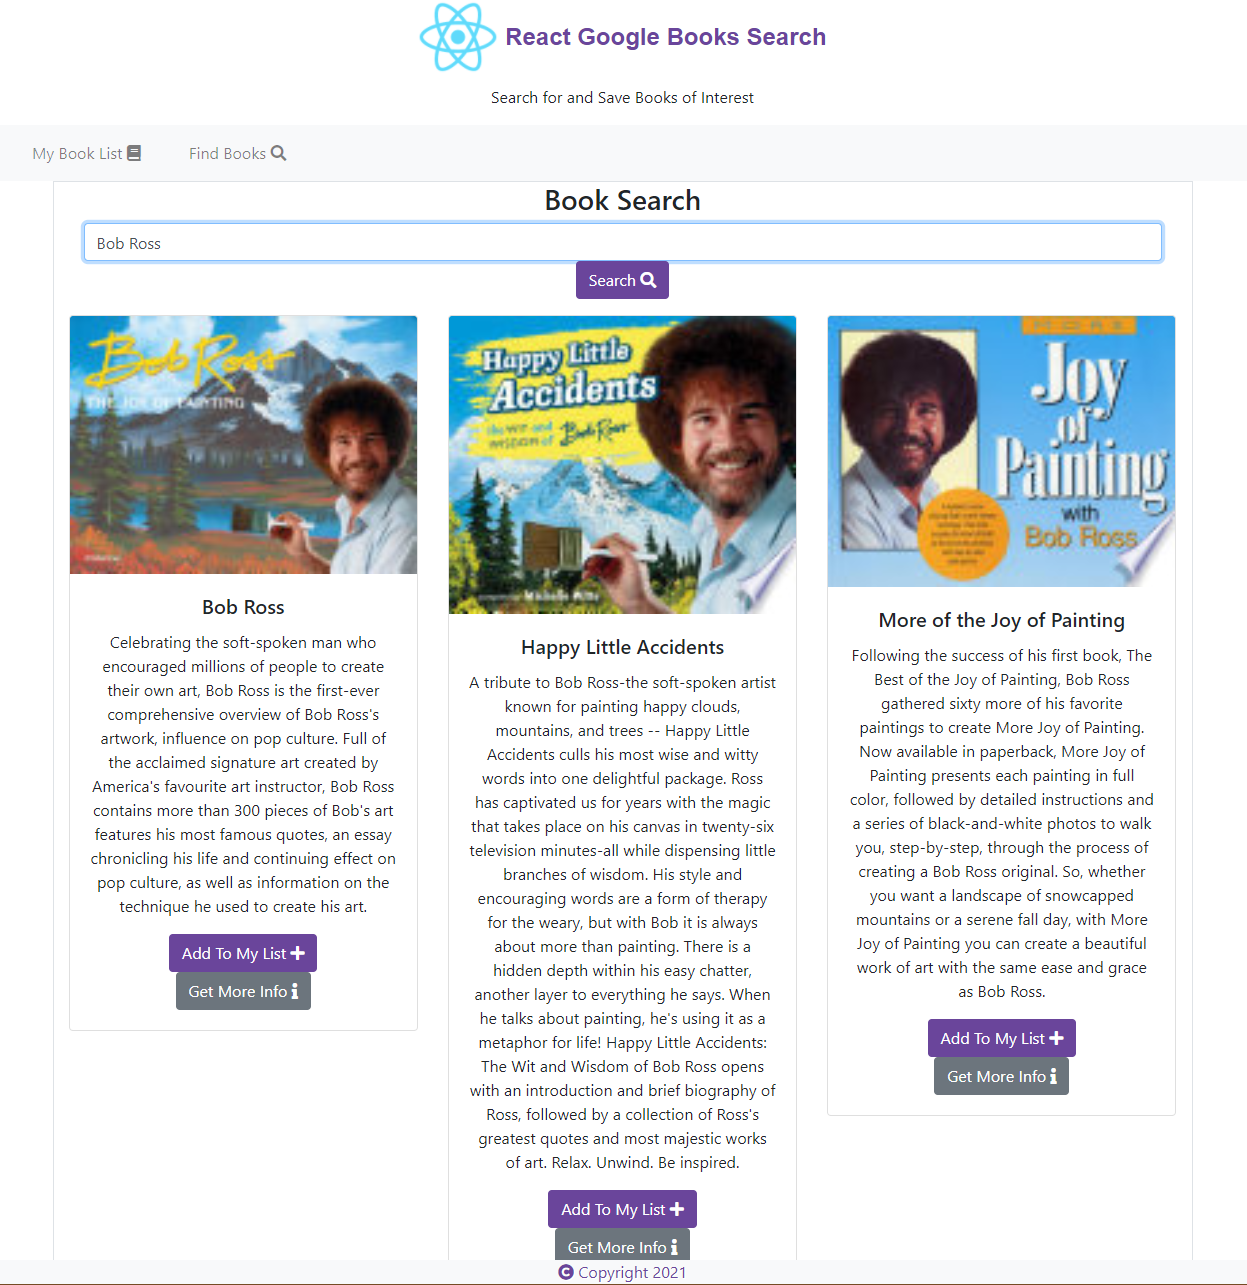 React Google Books Search
Search for and Save Books of Interest
My Book List
Find Books
Book Search
Bob Ross
Search
Bob Ross
THE JOY OF PAINTING
Bob Ross
Celebrating the soft-spoken man who
encouraged millions of people to create
their own art, Bob Ross is the first-ever
comprehensive overview of Bob Ross's
artwork, influence on pop culture. Full of
the acclaimed signature art created by
America's favourite art instructor, Bob Ross
contains more than 300 pieces of Bob's art
features his most famous quotes, an essay
chronicling his life and continuing effect on
pop culture, as well as information on the
technique he used to create his art.
Add To My List
Get More Info
Happy Little
Accidents
the WIT and
WISDOM of Bob Ross
Happy Little Accidents
A tribute to Bob Ross-the soft-spoken artist
known for painting happy clouds,
mountains, and trees -- Happy Little
Accidents culls his most wise and witty
words into one delightful package. Ross
has captivated us for years with the magic
that takes place on his canvas in twenty-six
television minutes-all while dispensing little
branches of wisdom. His style and
encouraging words are a form of therapy
for the weary, but with Bob it is always
about more than painting. There is a
hidden depth within his easy chatter,
another layer to everything he says. When
he talks about painting, he's using it as a
metaphor for life! Happy Little Accidents:
The Wit and Wisdom of Bob Ross opens
with an introduction and brief biography of
Ross, followed by a collection of Ross's
greatest quotes and most majestic works
of art. Relax. Unwind. Be inspired.
Add To My List
Get More Info
MORE
Joy
of
Painting
with
Bob Ross
More of the Joy of Painting
Following the success of his first book, The
Best of the Joy of Painting, Bob Ross
gathered sixty more of his favorite
paintings to create More Joy of Painting.
Now available in paperback, More Joy of
Painting presents each painting in full
color, followed by detailed instructions and
a series of black-and-white photos to walk
you, step-by-step, through the process of
creating a Bob Ross original. So, whether
you want a landscape of snowcapped
mountains or a serene fall day, with More
Joy of Painting you can create a beautiful
work of art with the same ease and grace
as Bob Ross.
Add To My List
Get More Info
Copyright 2021